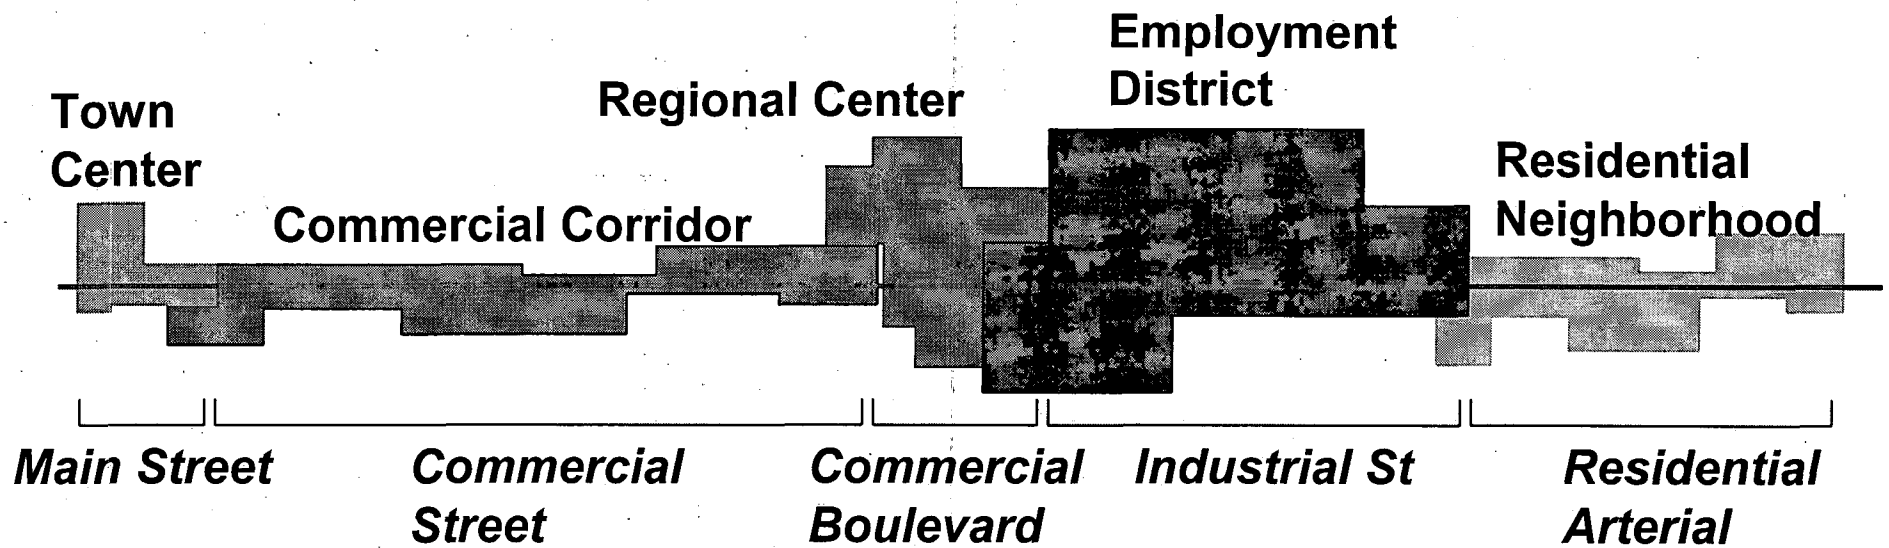 Employment
District
Regional Center
Town
Center
Residential
Neighborhood
Commercial Corridor
Main Street
Commercial
Street
Commercial
Boulevard
Industrial St
Residential
Arterial